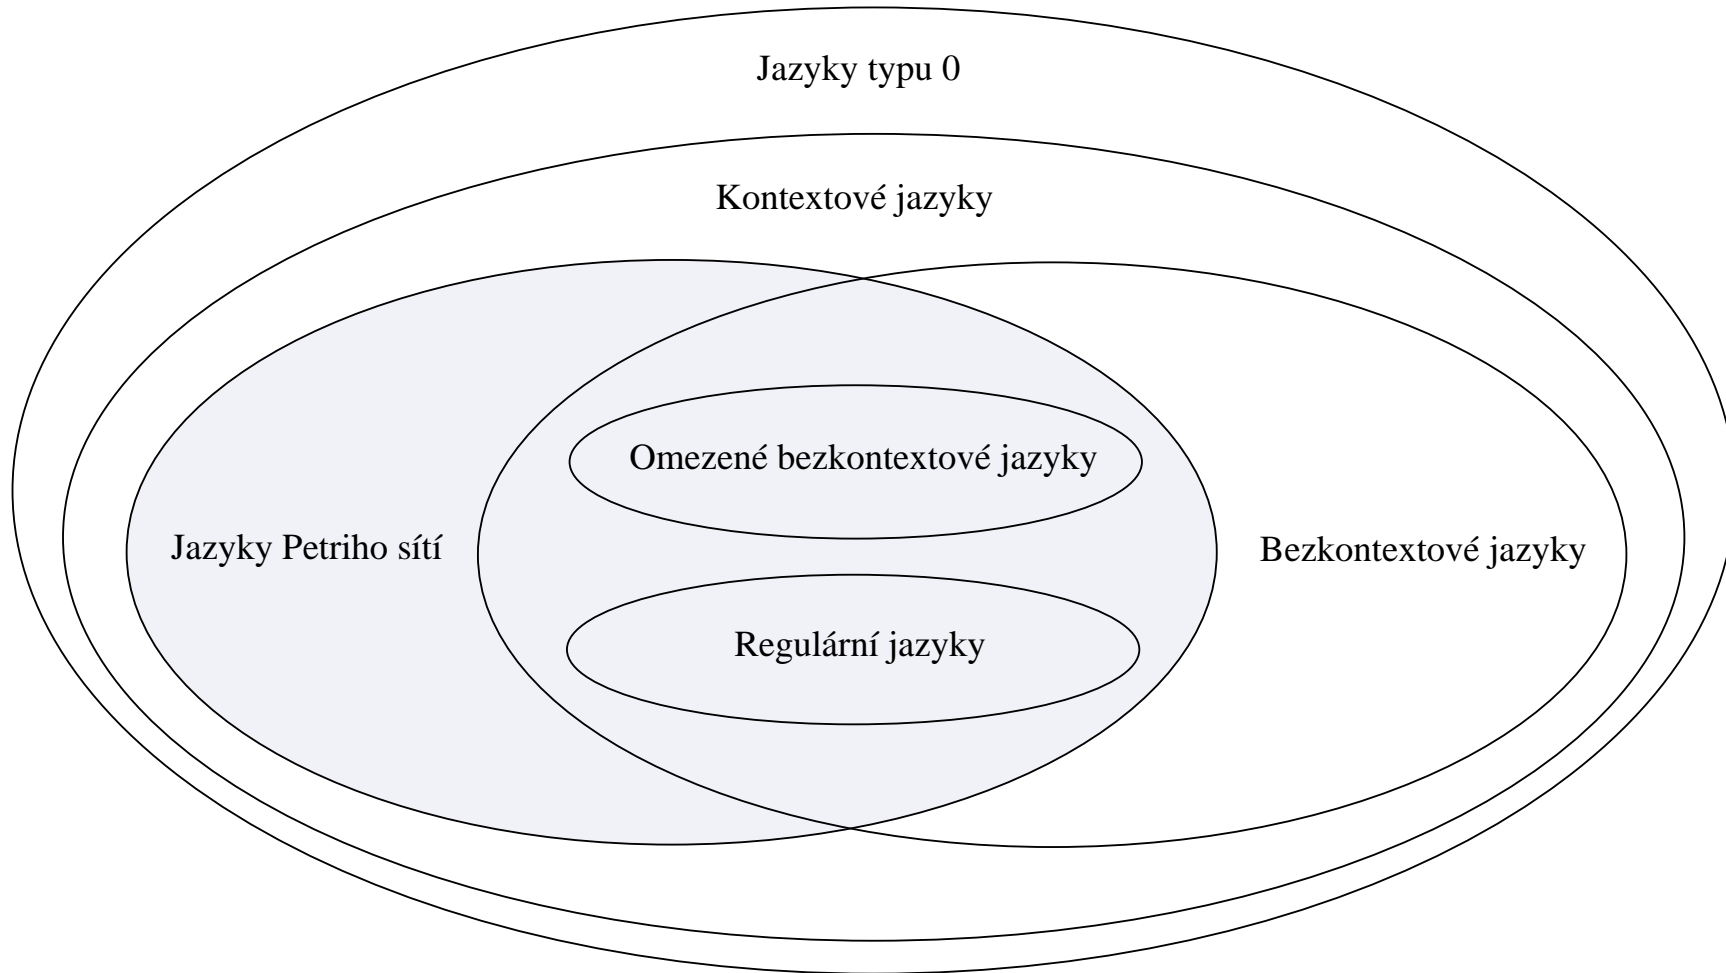 Jazyky typu 0
Kontextové jazyky
Omezené bezkontextové jazyky
Jazyky Petriho sítí
Bezkontextové jazyky
Regulární jazyky